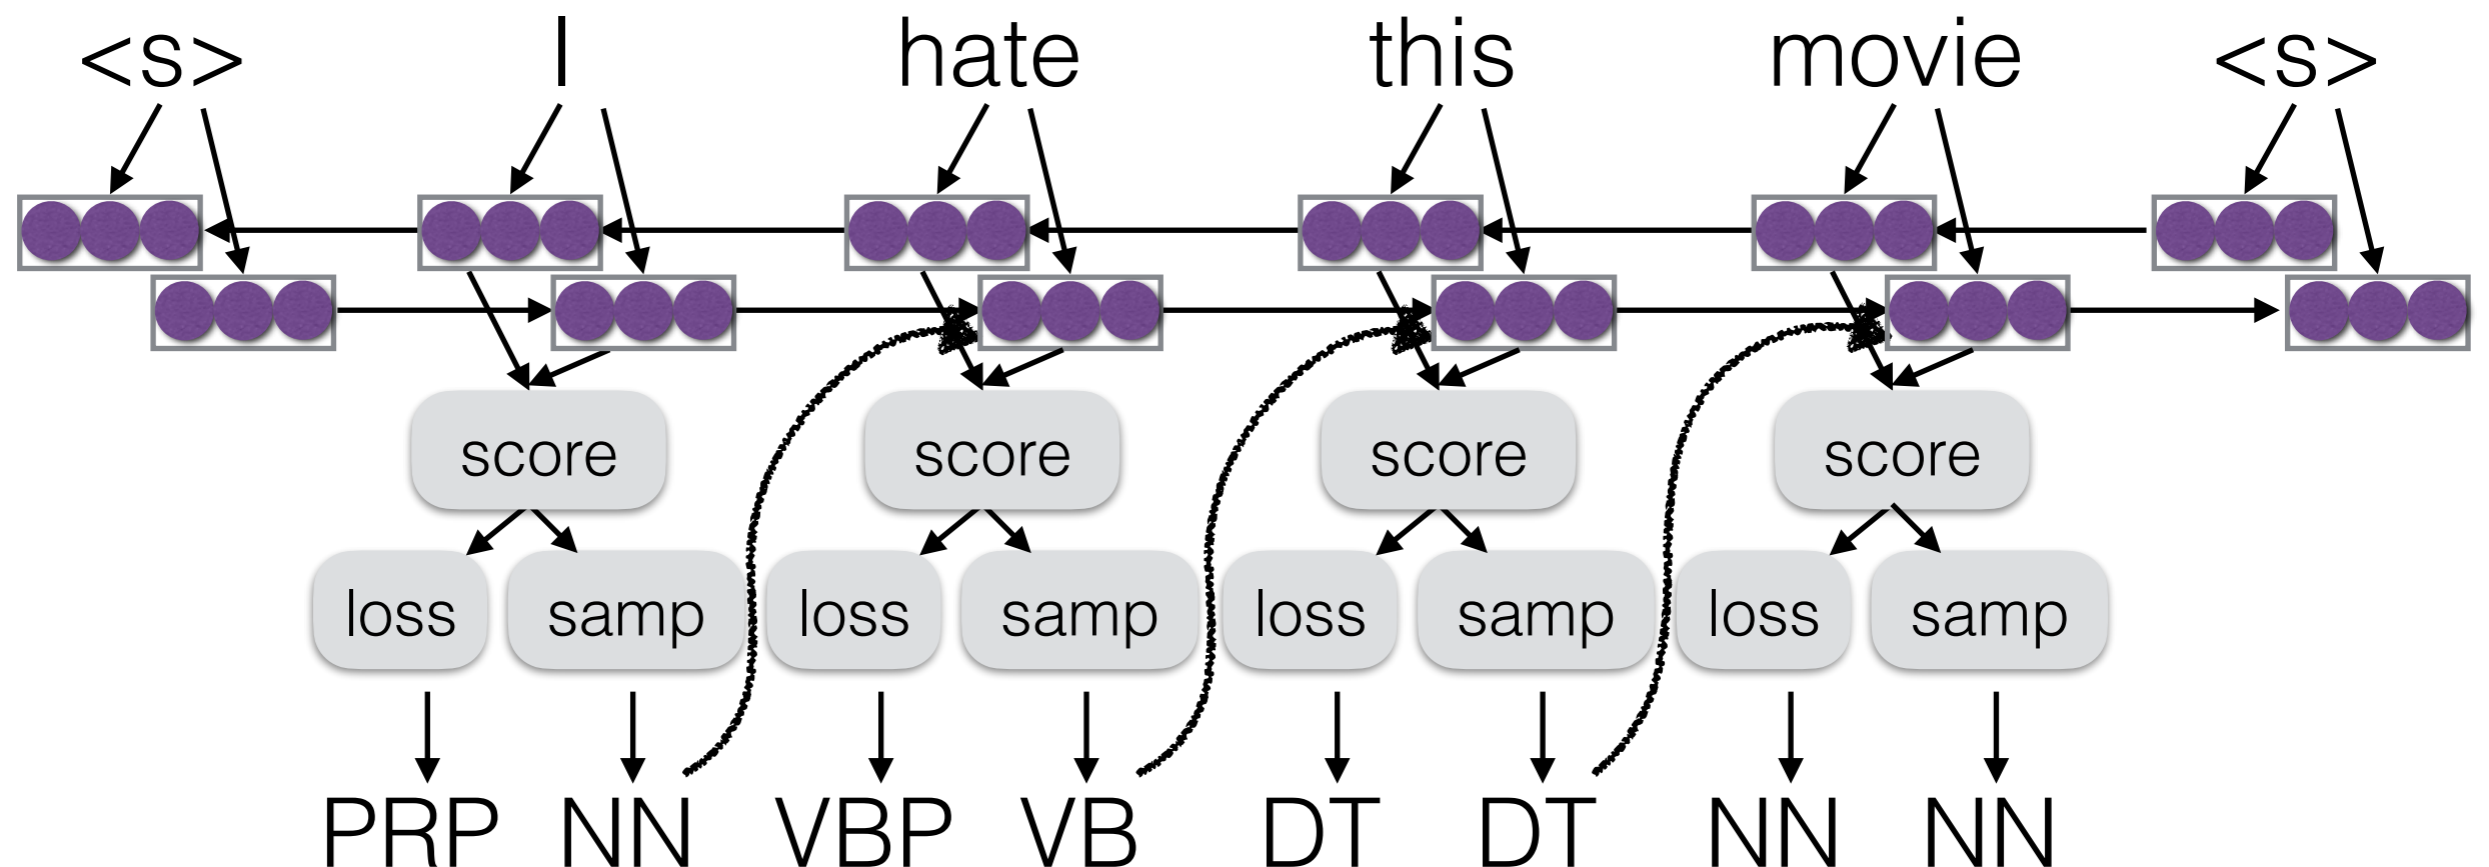 <s> I hate this movie <s>
score score score score
loss samp loss samp loss samp loss samp
PRP NN VBP VB DT DT NN NN